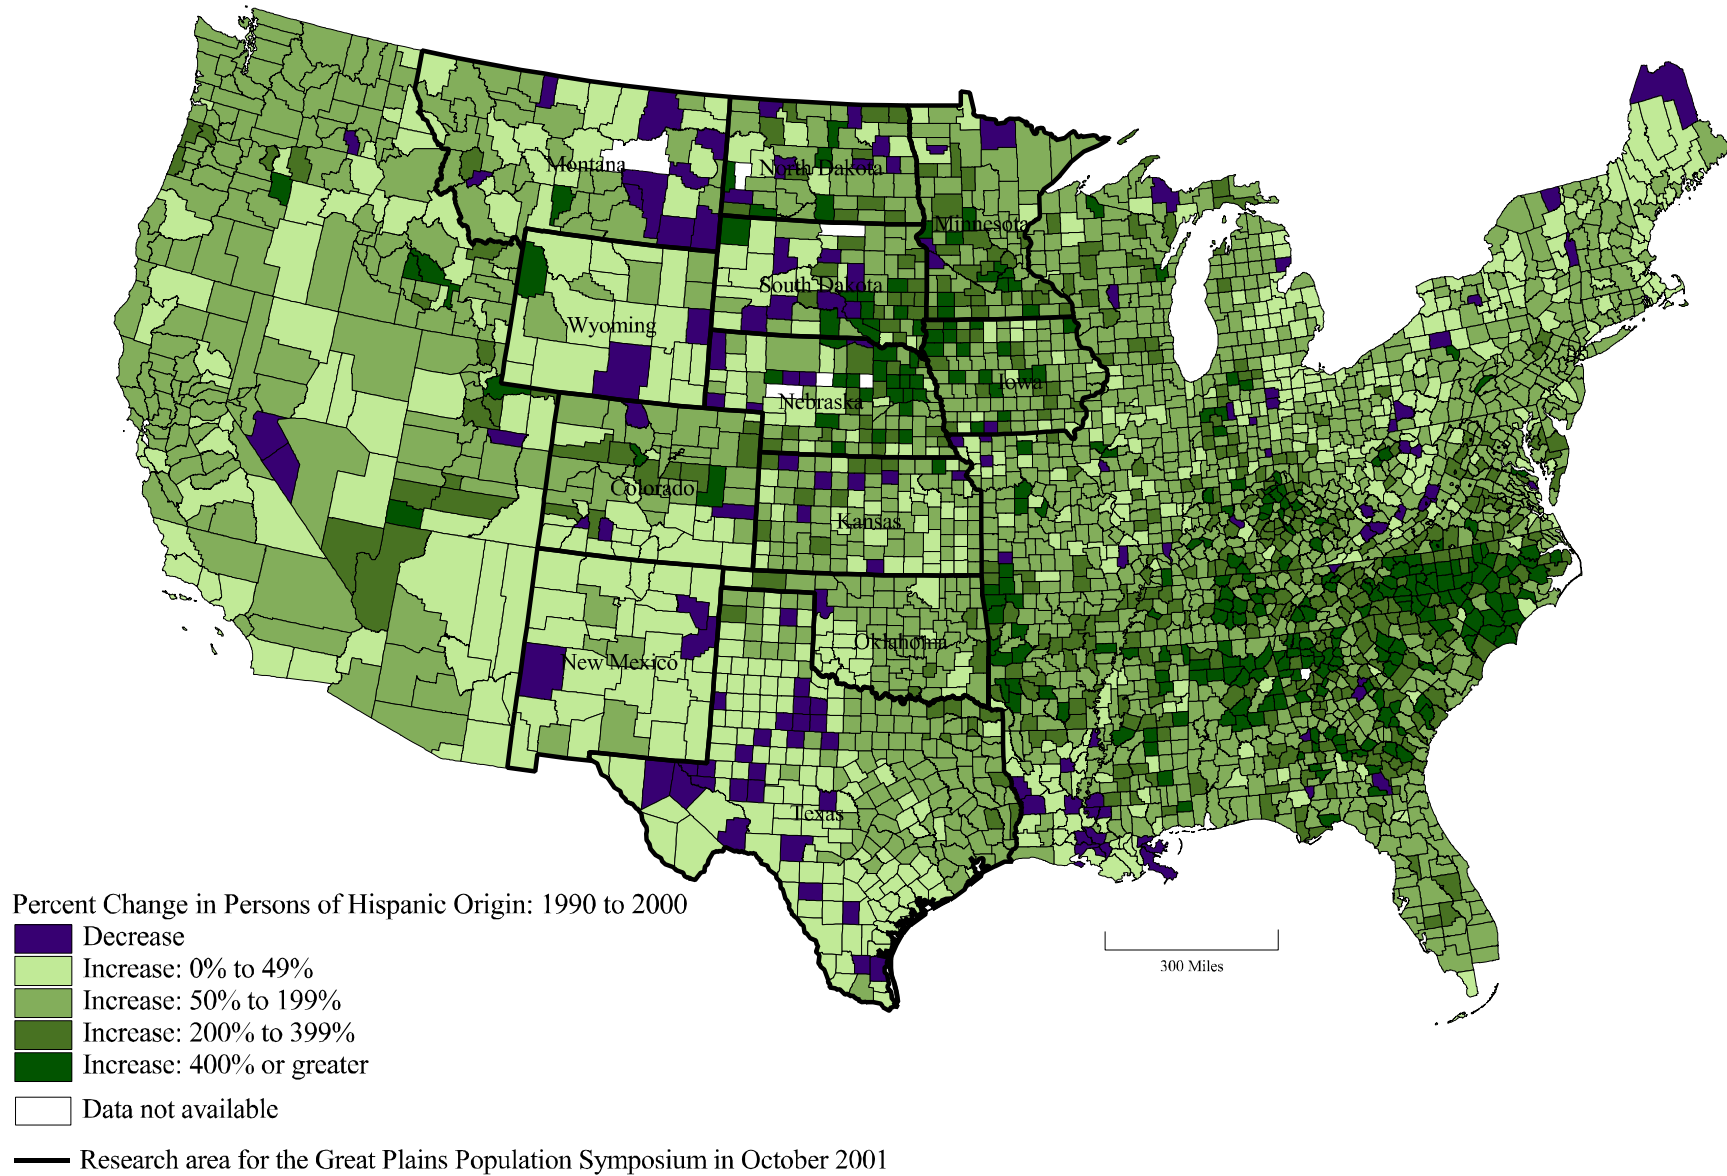 Montana
North Dakota
Minnesota
South Dakota
Wyoming
Iowa
Nebraska
Colorado
Kansas
Oklahoma
New Mexico
Texas
Percent Change in Persons of Hispanic Origin: 1990 to 2000
Decrease
Increase: 0% to 49%
Increase: 50% to 199%
Increase: 200% to 399%
Increase: 400% or greater
Data not available
Research area for the Great Plains Population Symposium in October 2001
300 Miles